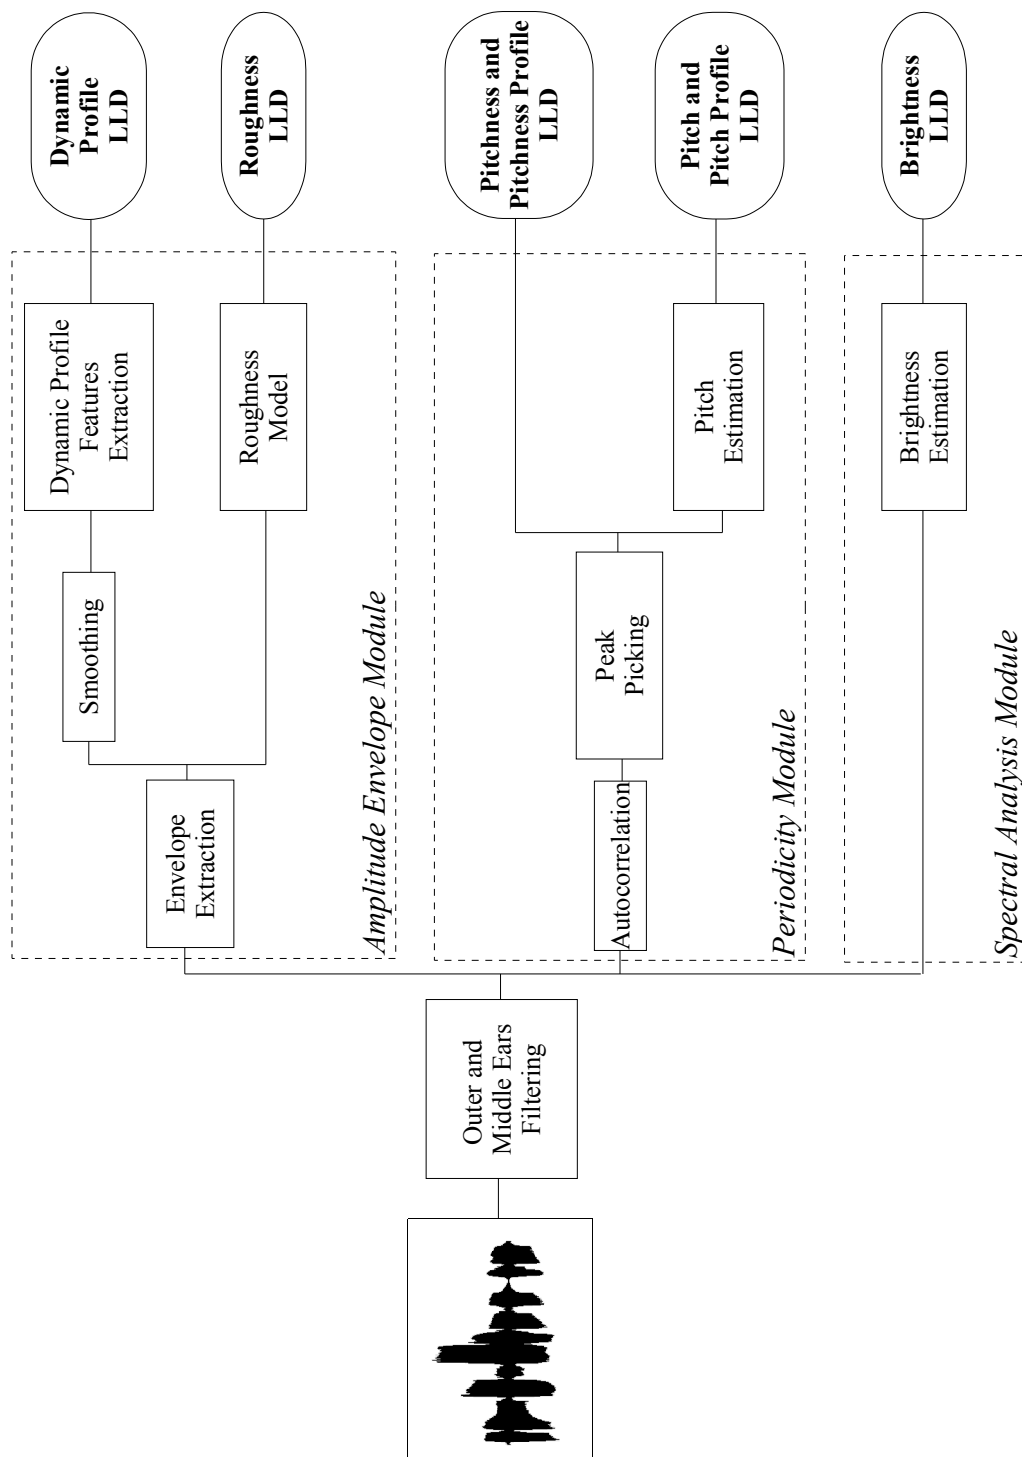 Outer and
Middle Ears
Filtering
Envelope
Extraction
Smoothing
Dynamic Profile
Features
Extraction
Dynamic
Profile
LLD
Roughness
Model
Roughness
LLD
Amplitude Envelope Module
Autocorrelation
Peak
Picking
Pitchness and
Pitchness Profile
LLD
Pitch
Estimation
Pitch and
Pitch Profile
LLD
Periodicity Module
Brightness
Estimation
Brightness
LLD
Spectral Analysis Module